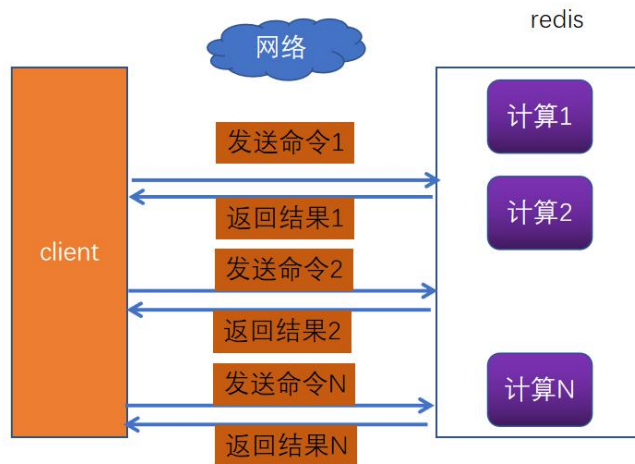 redis
网络
计算1
发送命令1
返回结果1
计算2
client
发送命令2
返回结果2
发送命令N
计算N
返回结果N